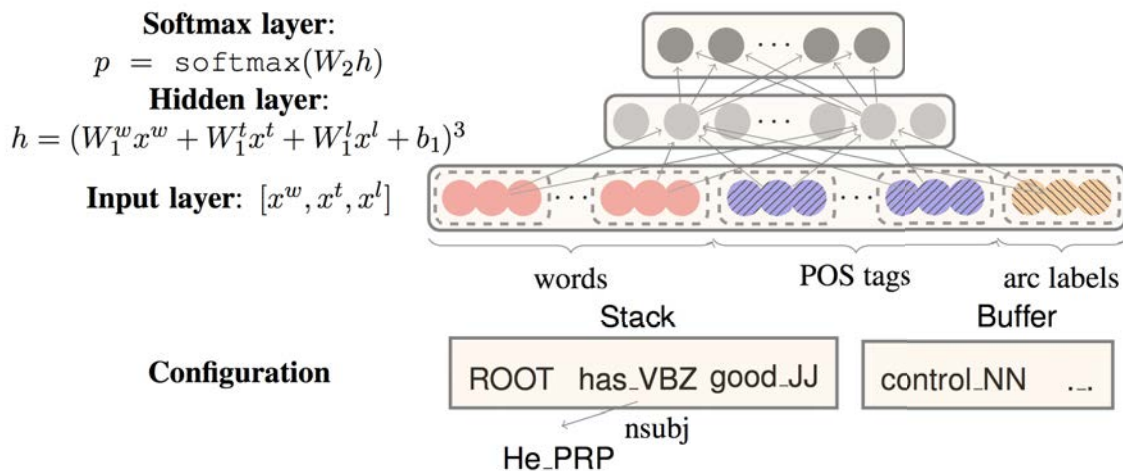 Softmax layer:
p = softmax(W₂h)
Hidden layer:
h = (W₁ʷxʷ + W₁ᵗxᵗ + W₁ˡxˡ + b₁)³
Input layer: [xʷ, xᵗ, xˡ]
...
...
...
...
words
POS tags
arc labels
Stack
Buffer
Configuration
ROOT has_VBZ good_JJ
control_NN ._.
nsubj
He_PRP